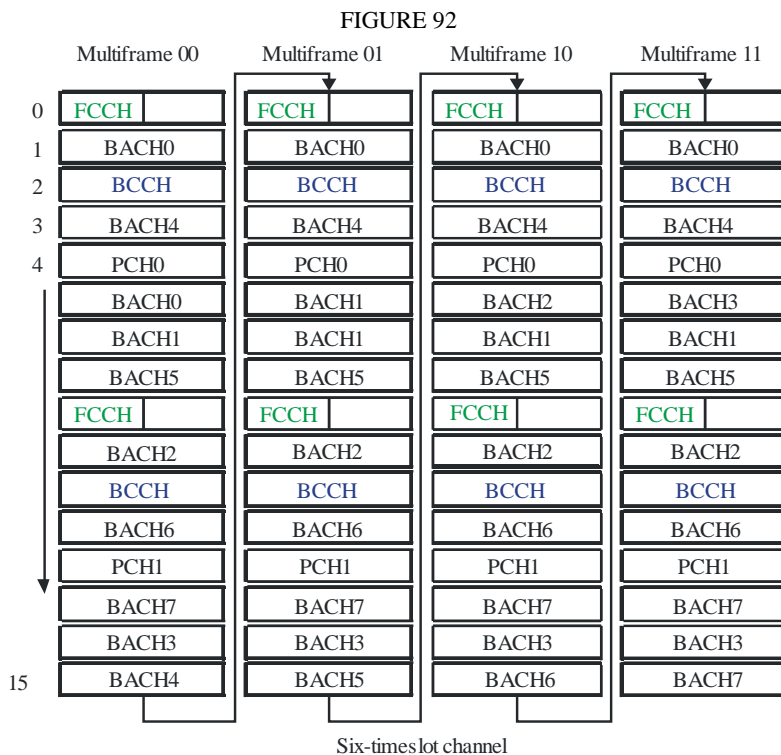 FIGURE 92
Multiframe 00 Multiframe 01 Multiframe 10 Multiframe 11
0 FCCH FCCH FCCH FCCH
1 BACH0 BACH0 BACH0 BACH0
2 BCCH BCCH BCCH BCCH
3 BACH4 BACH4 BACH4 BACH4
4 PCH0 PCH0 PCH0 PCH0
BACH0 BACH1 BACH2 BACH3
BACH1 BACH1 BACH1 BACH1
BACH5 BACH5 BACH5 BACH5
FCCH FCCH FCCH FCCH
BACH2 BACH2 BACH2 BACH2
BCCH BCCH BCCH BCCH
BACH6 BACH6 BACH6 BACH6
PCH1 PCH1 PCH1 PCH1
BACH7 BACH7 BACH7 BACH7
BACH3 BACH3 BACH3 BACH3
15 BACH4 BACH5 BACH6 BACH7
Six-timeslot channel